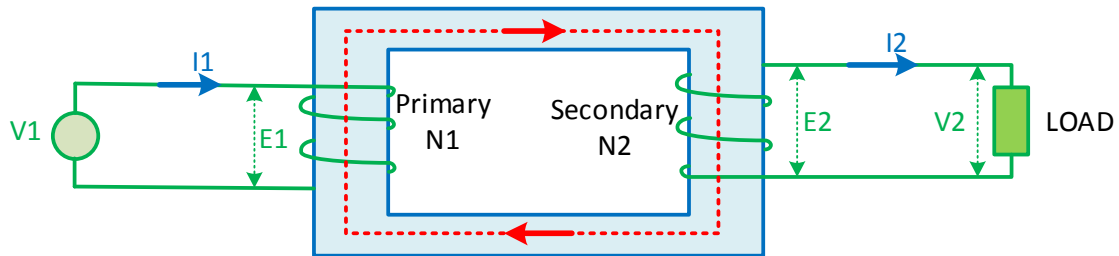 I1
I2
V1
E1
Primary
N1
Secondary
N2
E2
V2
LOAD